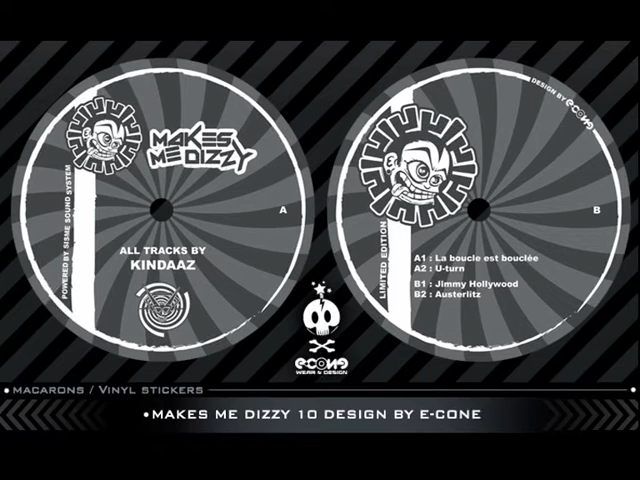 MAKES
ME DIZZY
POWERED BY SISME SOUND SYSTEM
A
ALL TRACKS BY
KINDAAZ
DESIGN BY e-cone
B
LIMITED EDITION
A1 : La boucle est bouclée
A2 : U-turn
B1 : Jimmy Hollywood
B2 : Austerlitz
e-cone
WEAR & DESIGN
MACARONS / VINYL STICKERS
•MAKES ME DIZZY 10 DESIGN BY E-CONE